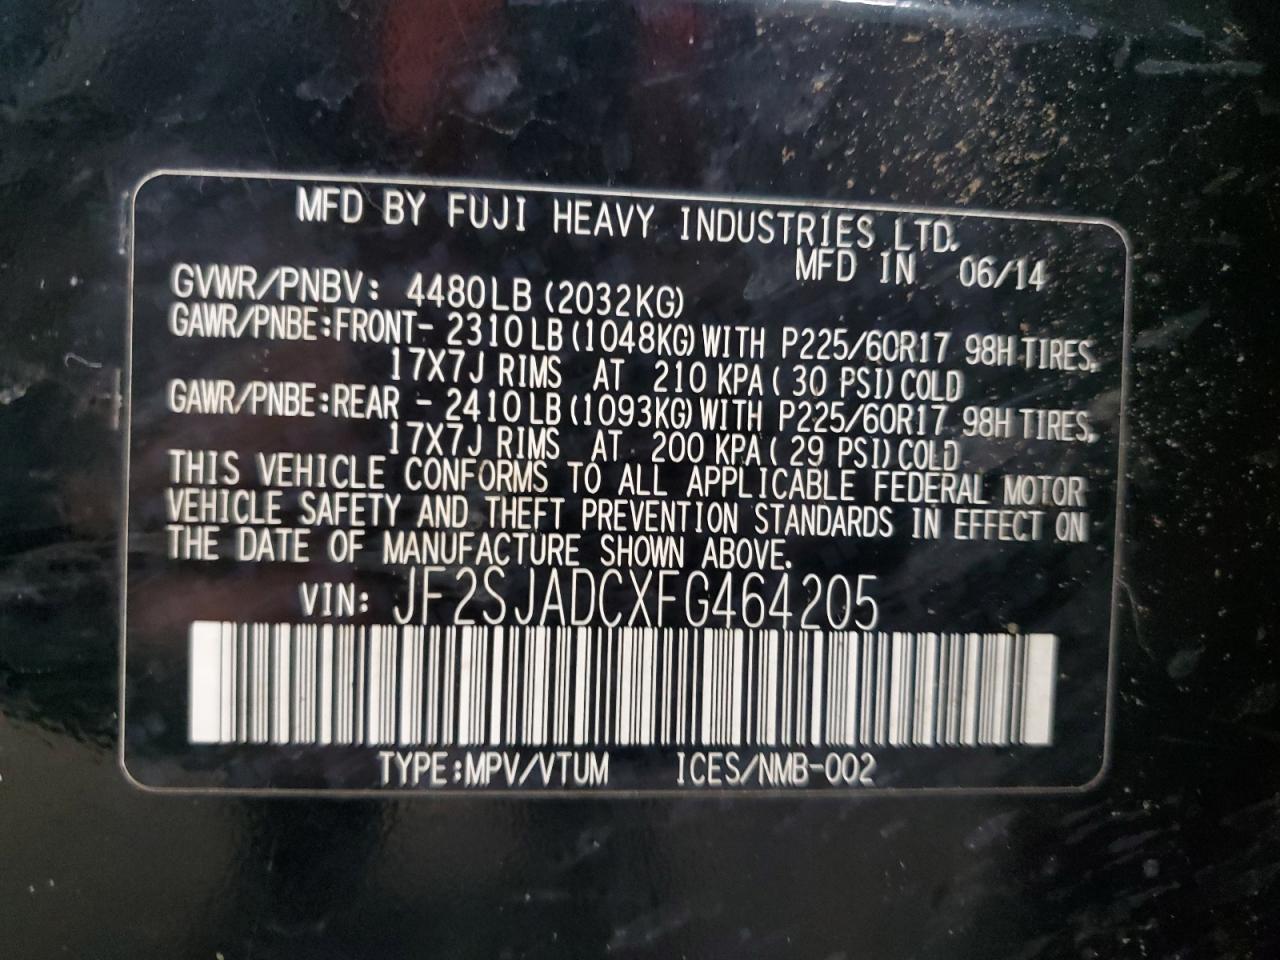 MFD BY FUJI HEAVY INDUSTRIES LTD.
MFD IN 06/14
GVWR/PNBV: 4480LB (2032KG)
GAWR/PNBE:FRONT- 2310LB (1048KG) WITH P225/60R17 98H TIRES,
17X7J RIMS AT 210 KPA ( 30 PSI) COLD
GAWR/PNBE:REAR - 2410LB (1093KG) WITH P225/60R17 98H TIRES,
17X7J RIMS AT 200 KPA ( 29 PSI) COLD
THIS VEHICLE CONFORMS TO ALL APPLICABLE FEDERAL MOTOR
VEHICLE SAFETY AND THEFT PREVENTION STANDARDS IN EFFECT ON
THE DATE OF MANUFACTURE SHOWN ABOVE.
VIN: JF2SJADCXFG464205
TYPE:MPV/VTUM ICES/NMB-002